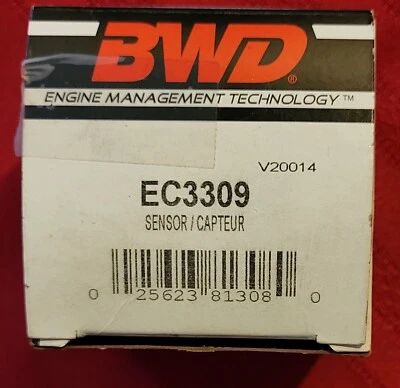 BWD®
ENGINE MANAGEMENT TECHNOLOGY™
V20014
EC3309
SENSOR / CAPTEUR
0 25623 81308 0